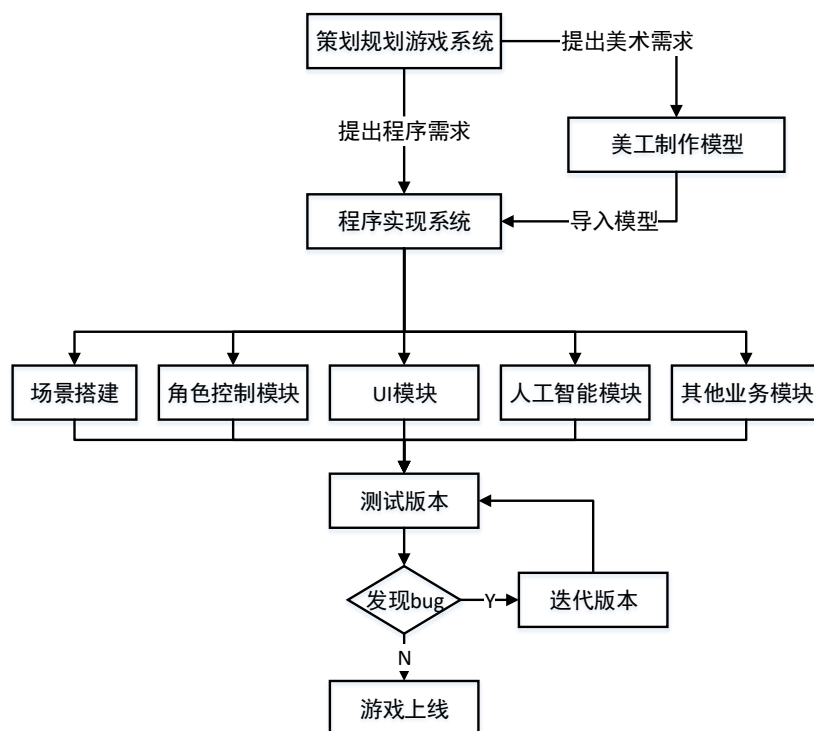 策划规划游戏系统
提出美术需求
提出程序需求
美工制作模型
程序实现系统
导入模型
场景搭建
角色控制模块
UI模块
人工智能模块
其他业务模块
测试版本
发现bug
Y
迭代版本
N
游戏上线